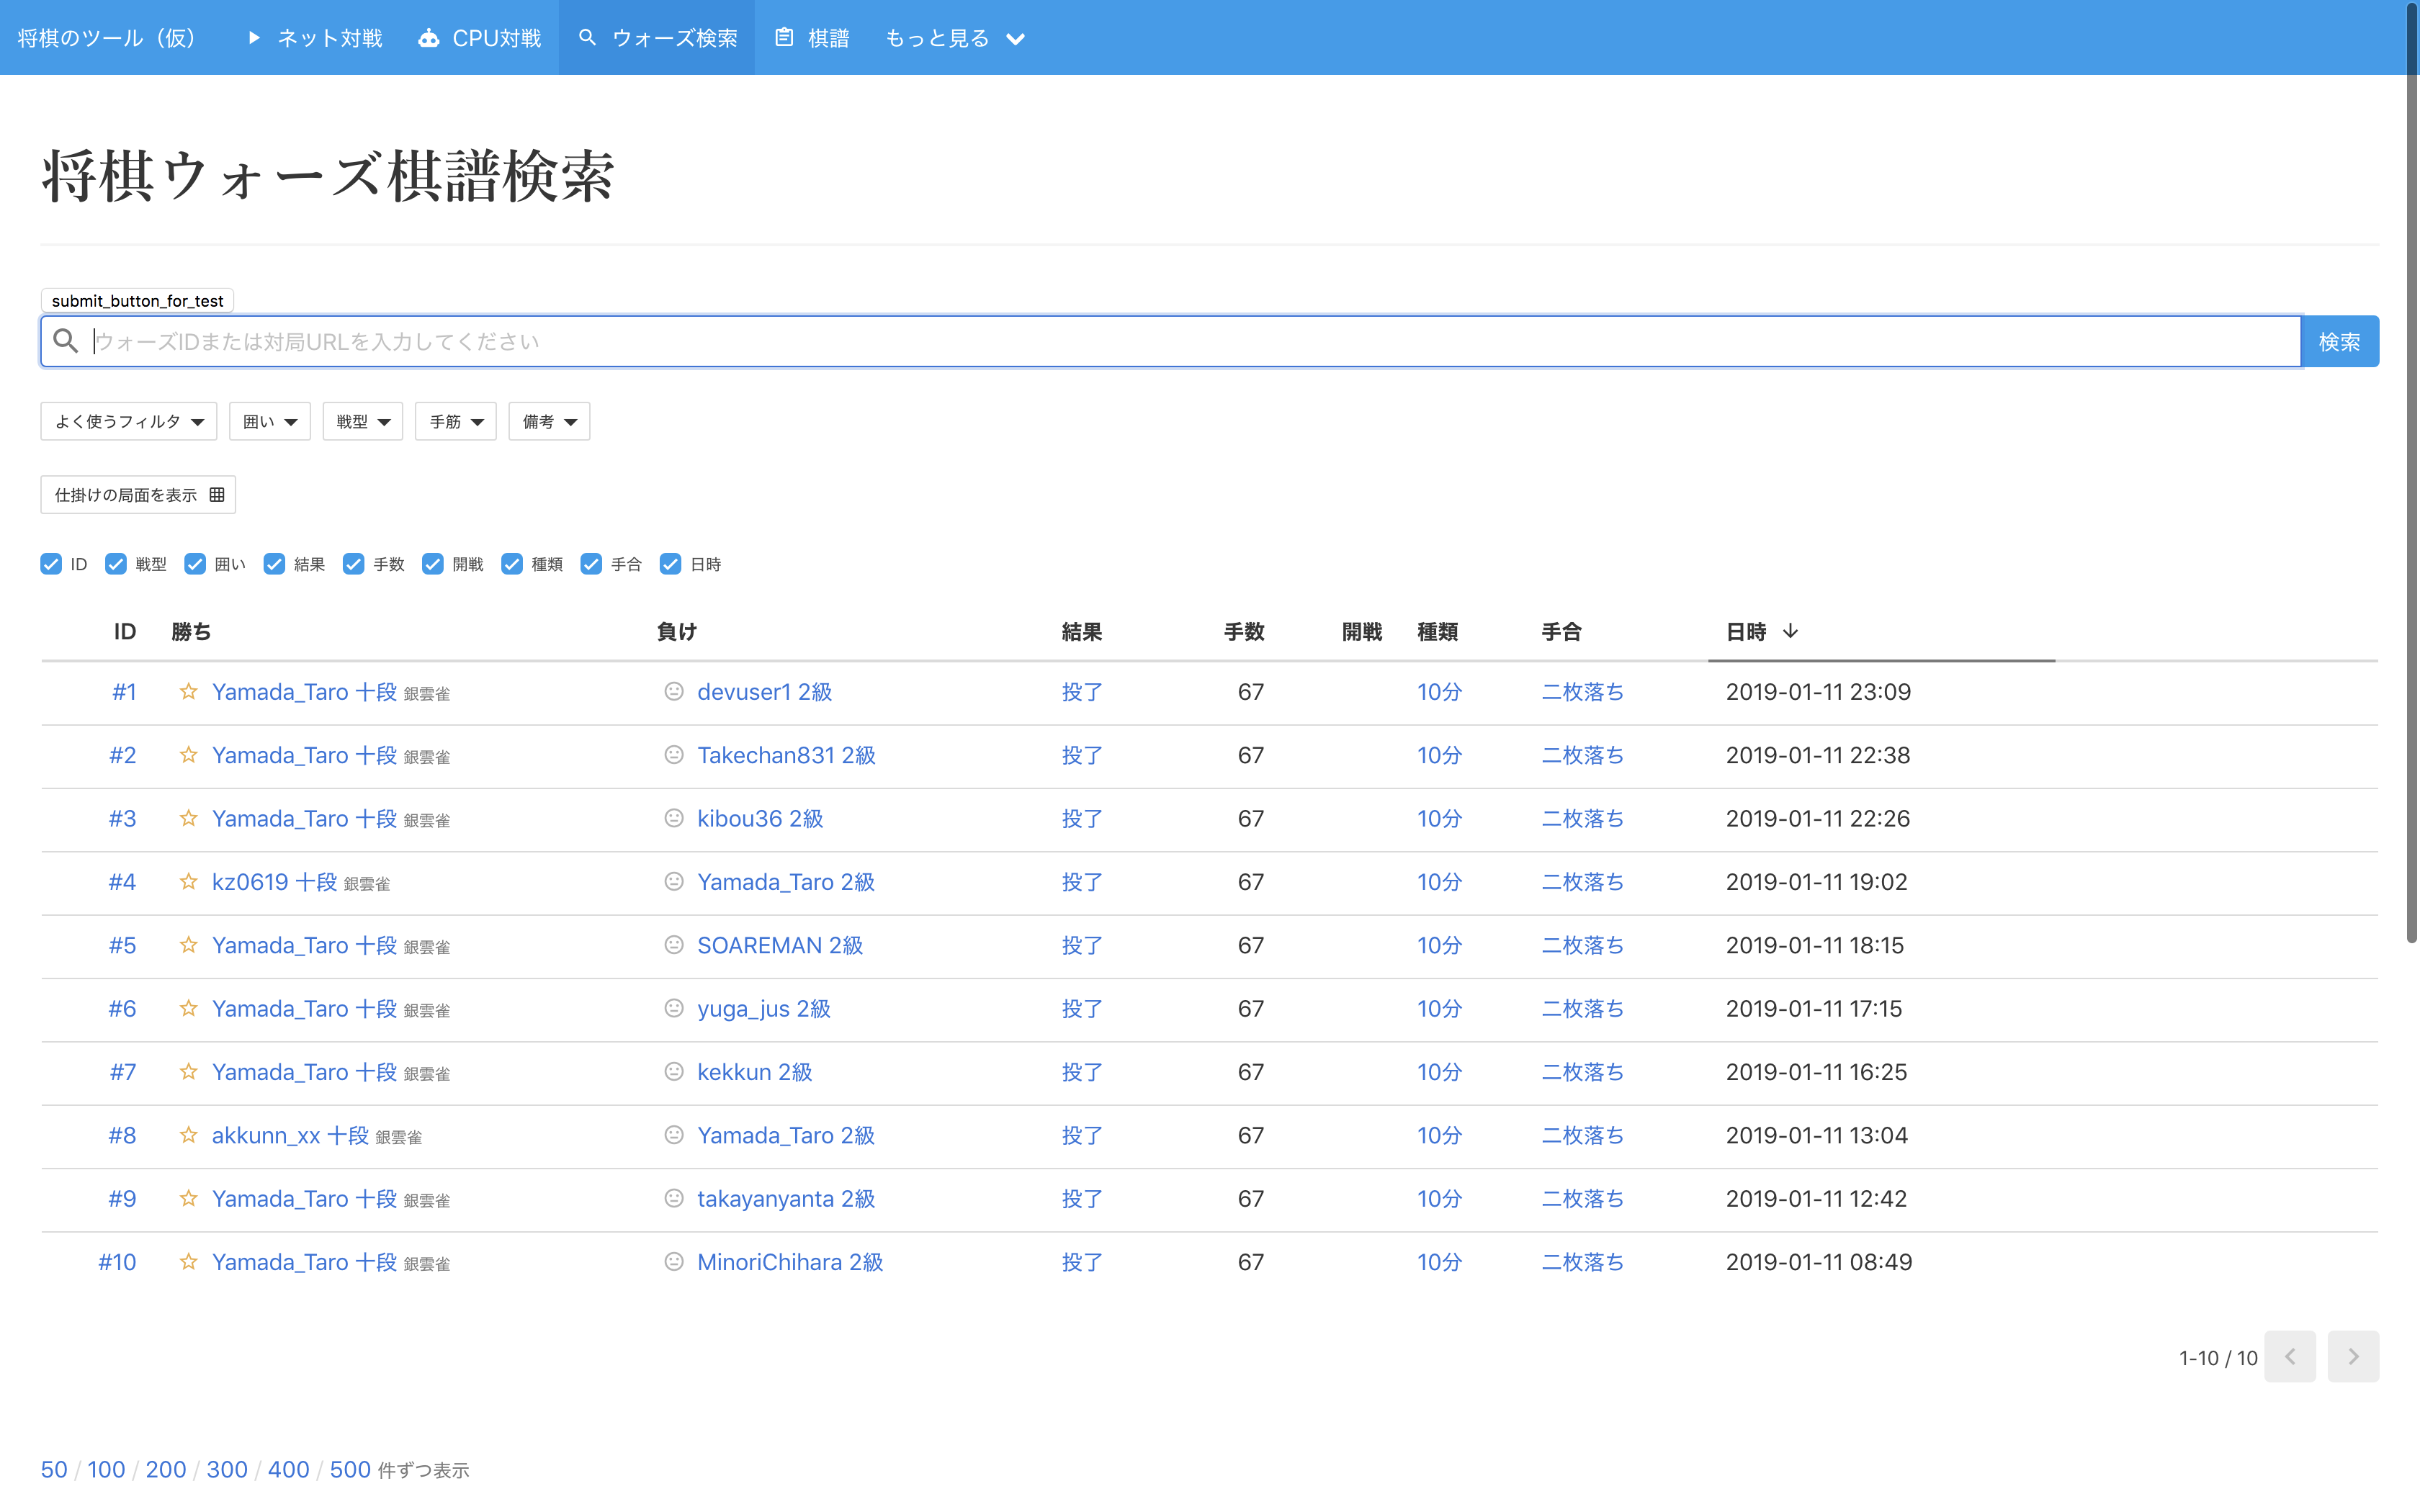 将棋のツール（仮） ネット対戦 CPU対戦 ウォーズ検索 棋譜 もっと見る
将棋ウォーズ棋譜検索
submit_button_for_test
ウォーズIDまたは対局URLを入力してください 検索
よく使うフィルタ 囲い 戦型 手筋 備考
仕掛けの局面を表示
ID 戦型 囲い 結果 手数 開戦 種類 手合 日時
ID 勝ち 負け 結果 手数 開戦 種類 手合 日時
#1 Yamada_Taro 十段 銀雲雀 devuser1 2級 投了 67 10分 二枚落ち 2019-01-11 23:09
#2 Yamada_Taro 十段 銀雲雀 Takechan831 2級 投了 67 10分 二枚落ち 2019-01-11 22:38
#3 Yamada_Taro 十段 銀雲雀 kibou36 2級 投了 67 10分 二枚落ち 2019-01-11 22:26
#4 kz0619 十段 銀雲雀 Yamada_Taro 2級 投了 67 10分 二枚落ち 2019-01-11 19:02
#5 Yamada_Taro 十段 銀雲雀 SOAREMAN 2級 投了 67 10分 二枚落ち 2019-01-11 18:15
#6 Yamada_Taro 十段 銀雲雀 yuga_jus 2級 投了 67 10分 二枚落ち 2019-01-11 17:15
#7 Yamada_Taro 十段 銀雲雀 kekkun 2級 投了 67 10分 二枚落ち 2019-01-11 16:25
#8 akkunn_xx 十段 銀雲雀 Yamada_Taro 2級 投了 67 10分 二枚落ち 2019-01-11 13:04
#9 Yamada_Taro 十段 銀雲雀 takayanyanta 2級 投了 67 10分 二枚落ち 2019-01-11 12:42
#10 Yamada_Taro 十段 銀雲雀 MinoriChihara 2級 投了 67 10分 二枚落ち 2019-01-11 08:49
1-10 / 10
50 / 100 / 200 / 300 / 400 / 500 件ずつ表示